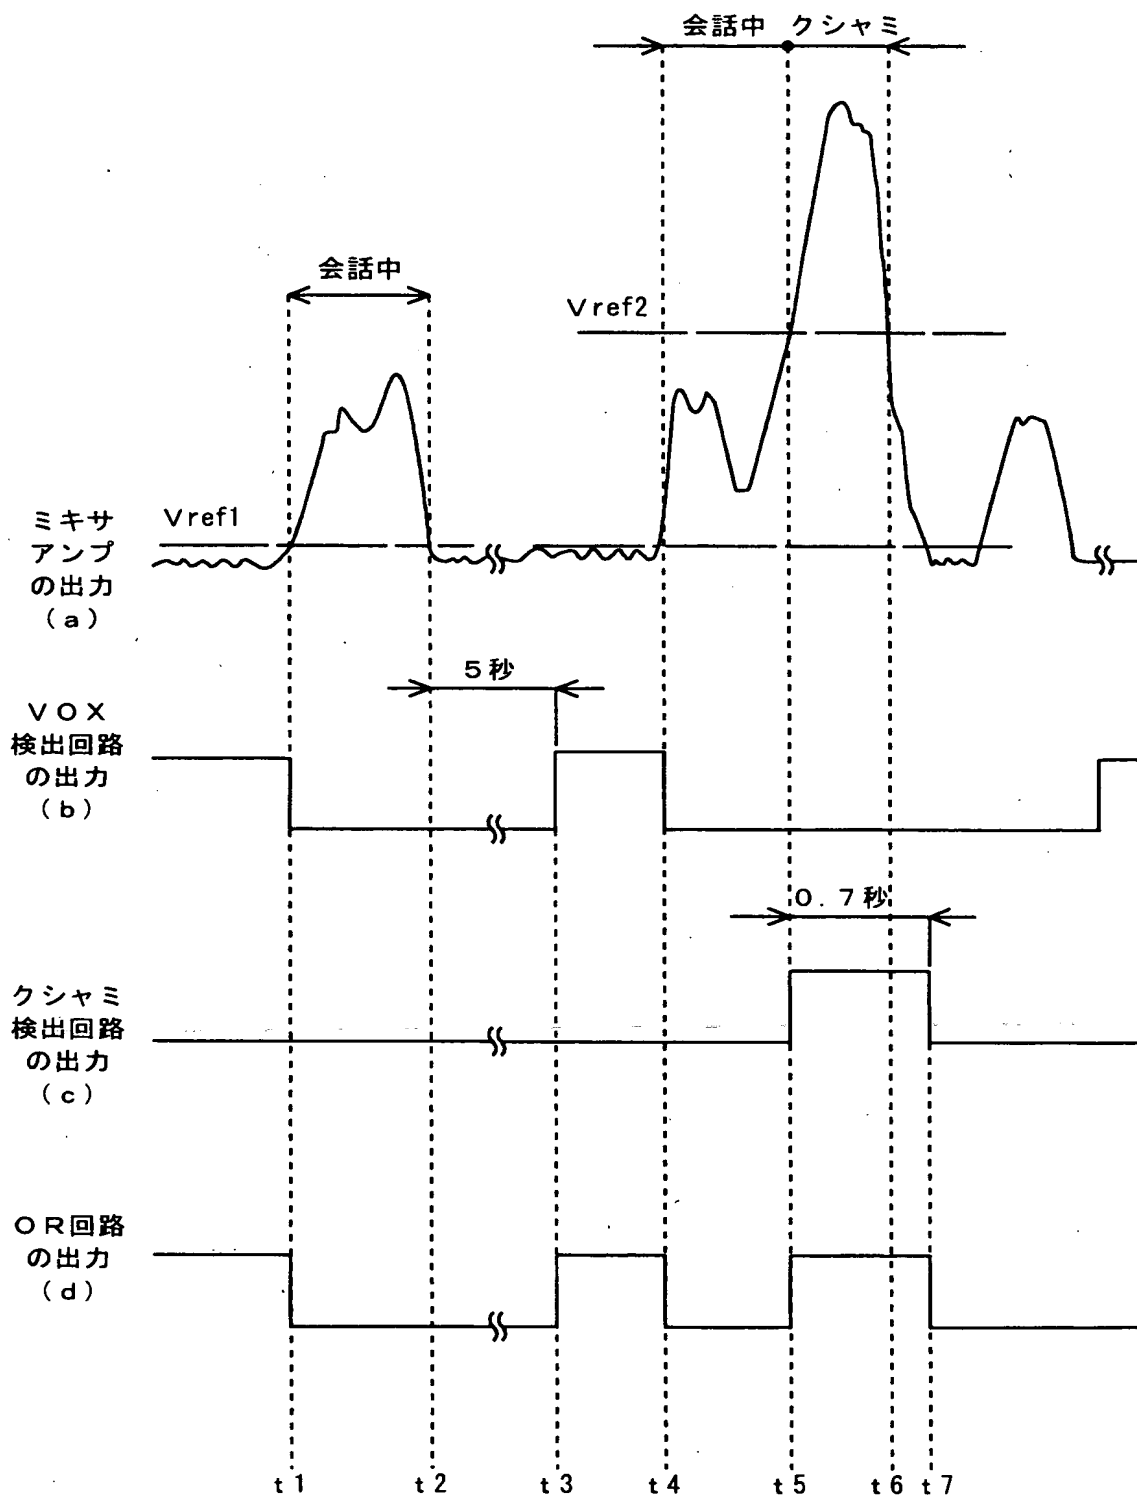 会話中 クシャミ
会話中
Vref2
Vref1
ミキサ
アンプ
の出力
(a)
5秒
VOX
検出回路
の出力
(b)
0.7秒
クシャミ
検出回路
の出力
(c)
OR回路
の出力
(d)
t1 t2 t3 t4 t5 t6 t7